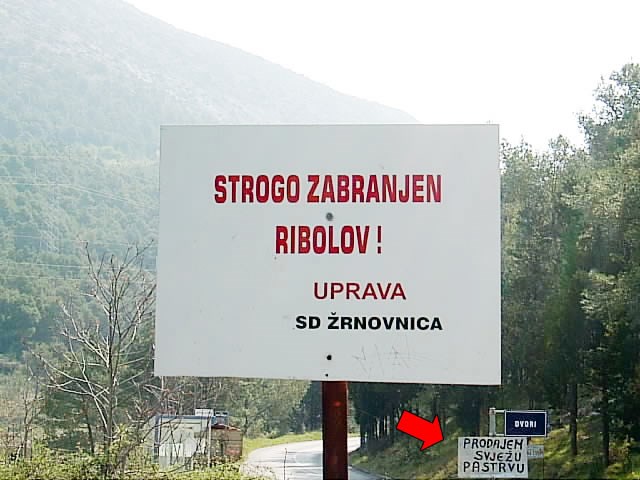 STROGO ZABRANJEN
RIBOLOV!
UPRAVA
SD ŽRNOVNICA
DVORI
PRODAJEM
SVJEŽU
PASTRVU